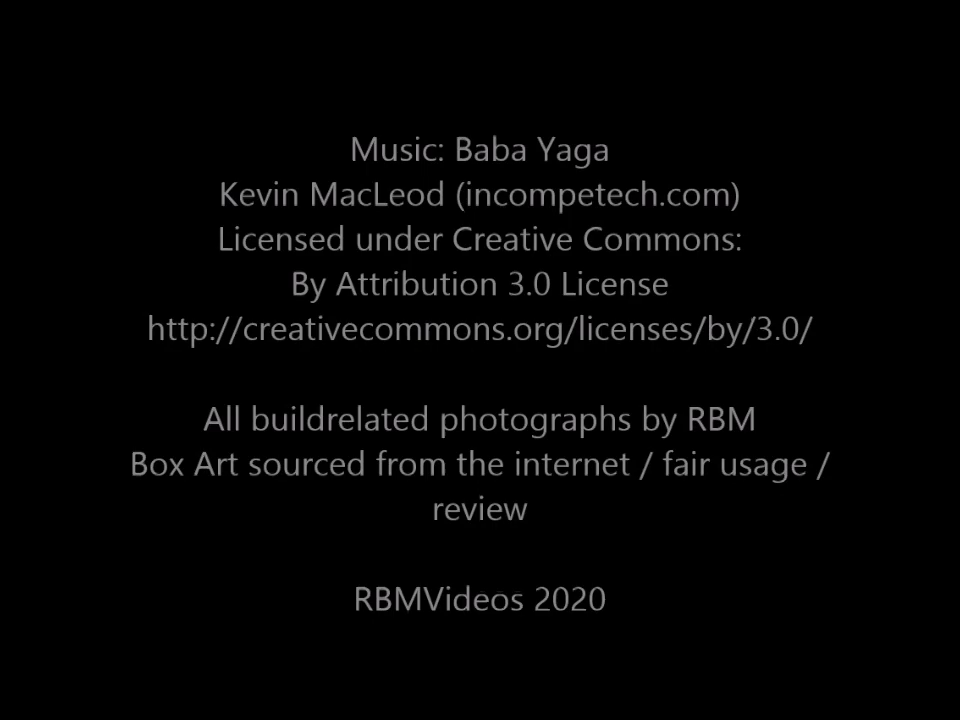 Music: Baba Yaga
Kevin MacLeod (incompetech.com)
Licensed under Creative Commons:
By Attribution 3.0 License
http://creativecommons.org/licenses/by/3.0/
All buildrelated photographs by RBM
Box Art sourced from the internet / fair usage /
review
RBMVideos 2020